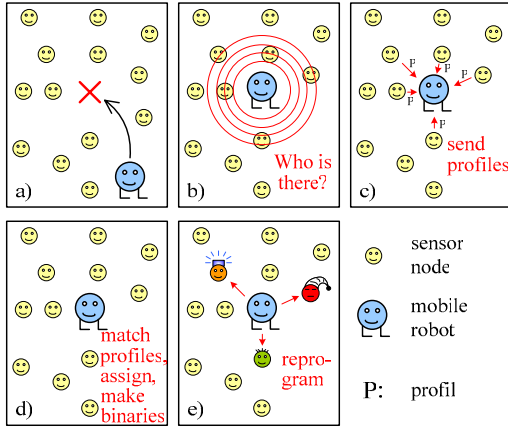 a)
Who is
there?
b)
p
p
p
p
p
send
profiles
c)
match
profiles,
assign,
make
binaries
d)
repro-
gram
e)
sensor
node
mobile
robot
P: profil